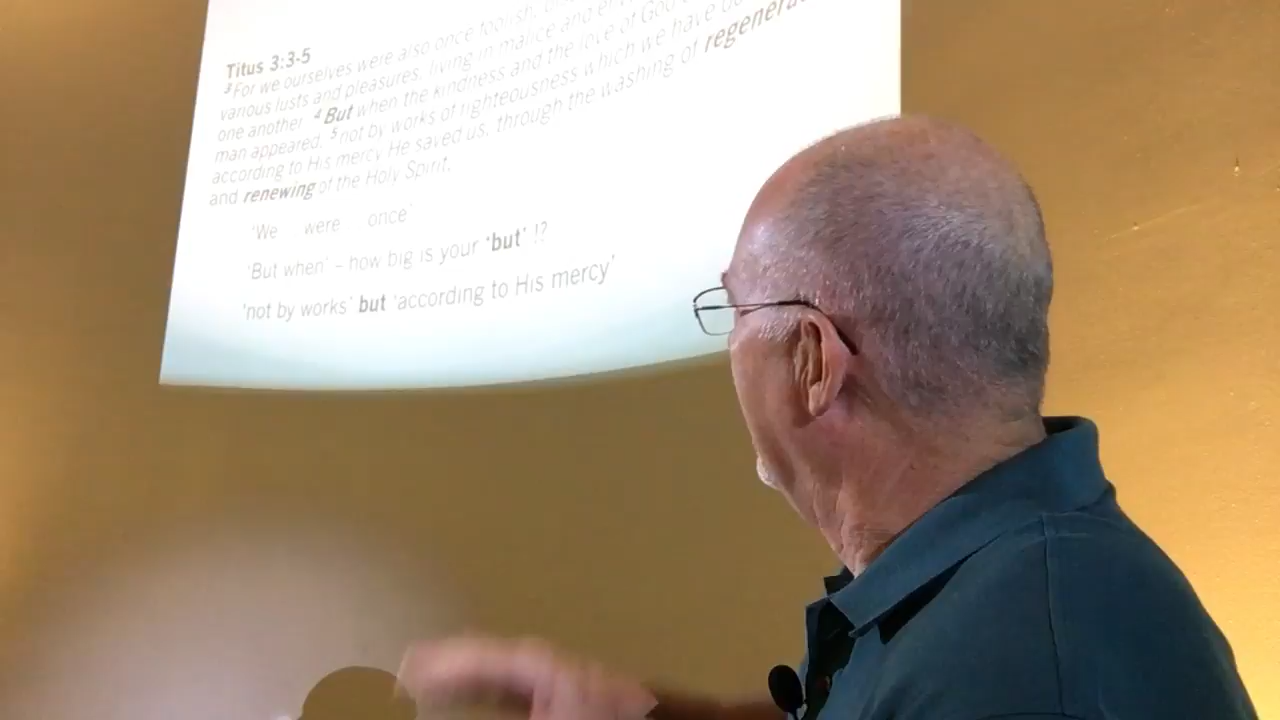 Titus 3:3-5
³For we ourselves were also once foolish,
various lusts and pleasures, living in malice and
one another. ⁴But when the kindness and the love of God
man appeared, ⁵not by works of righteousness which we have
according to His mercy He saved us, through the washing of
and renewing of the Holy Spirit,
'We were once'
'But when' – how big is your 'but' !?
'not by works' but 'according to His mercy'